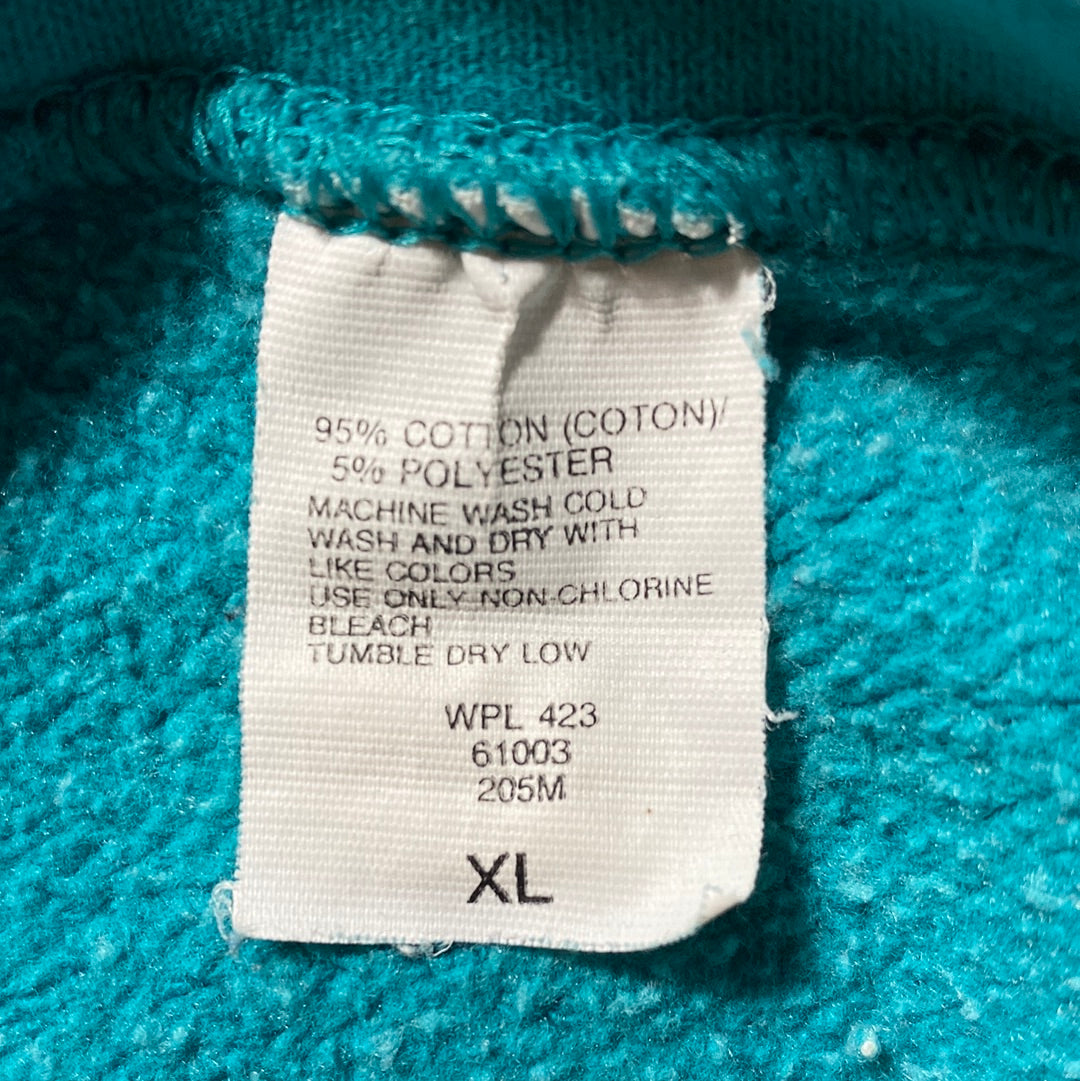 95% COTTON (COTON)/
5% POLYESTER
MACHINE WASH COLD
WASH AND DRY WITH
LIKE COLORS
USE ONLY NON-CHLORINE
BLEACH
TUMBLE DRY LOW
WPL 423
61003
205M
XL